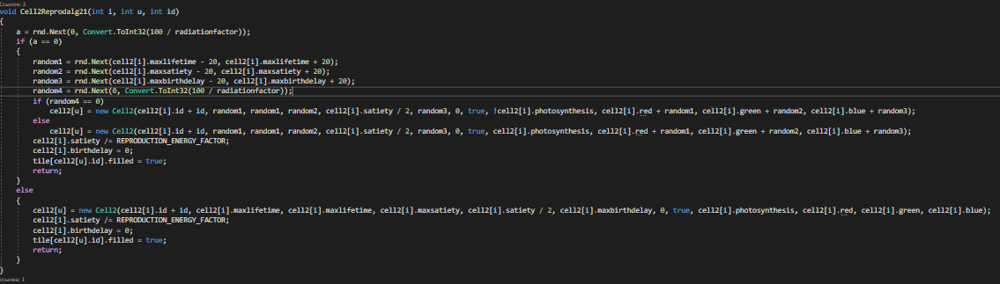 Ссылок: 2
void Cell2Reprodalg21(int i, int u, int id)
{
a = rnd.Next(0, Convert.ToInt32(100 / radiationfactor));
if (a == 0)
{
random1 = rnd.Next(cell2[i].maxlifetime - 20, cell2[i].maxlifetime + 20);
random2 = rnd.Next(cell2[i].maxsatiety - 20, cell2[i].maxsatiety + 20);
random3 = rnd.Next(cell2[i].maxbirthdelay - 20, cell2[i].maxbirthdelay + 20);
random4 = rnd.Next(0, Convert.ToInt32(100 / radiationfactor));
if (random4 == 0)
cell2[u] = new Cell2(cell2[i].id + id, random1, random1, random2, cell2[i].satiety / 2, random3, 0, true, !cell2[i].photosynthesis, cell2[i].red + random1, cell2[i].green + random2, cell2[i].blue + random3);
else
cell2[u] = new Cell2(cell2[i].id + id, random1, random1, random2, cell2[i].satiety / 2, random3, 0, true, cell2[i].photosynthesis, cell2[i].red + random1, cell2[i].green + random2, cell2[i].blue + random3);
cell2[i].satiety /= REPRODUCTION_ENERGY_FACTOR;
cell2[i].birthdelay = 0;
tile[cell2[u].id].filled = true;
return;
}
else
{
cell2[u] = new Cell2(cell2[i].id + id, cell2[i].maxlifetime, cell2[i].maxlifetime, cell2[i].maxsatiety, cell2[i].satiety / 2, cell2[i].maxbirthdelay, 0, true, cell2[i].photosynthesis, cell2[i].red, cell2[i].green, cell2[i].blue);
cell2[i].satiety /= REPRODUCTION_ENERGY_FACTOR;
cell2[i].birthdelay = 0;
tile[cell2[u].id].filled = true;
return;
}
}
ссылка: 1